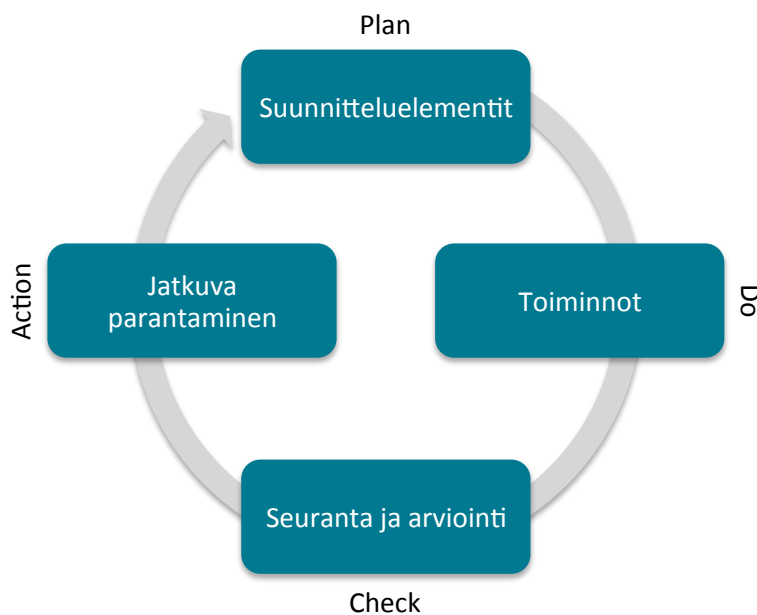 Plan
Suunnitteluelementit
Toiminnot
Do
Seuranta ja arviointi
Check
Jatkuva
parantaminen
Action